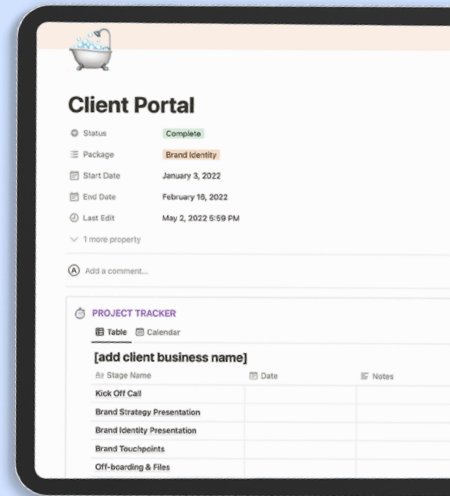 Client Portal
Status Complete
Package Brand Identity
Start Date January 3, 2022
End Date February 16, 2022
Last Edit May 2, 2022 5:59 PM
1 more property
A Add a comment...
PROJECT TRACKER
Table Calendar
[add client business name]
Aa Stage Name Date Notes
Kick Off Call
Brand Strategy Presentation
Brand Identity Presentation
Brand Touchpoints
Off-boarding & Files